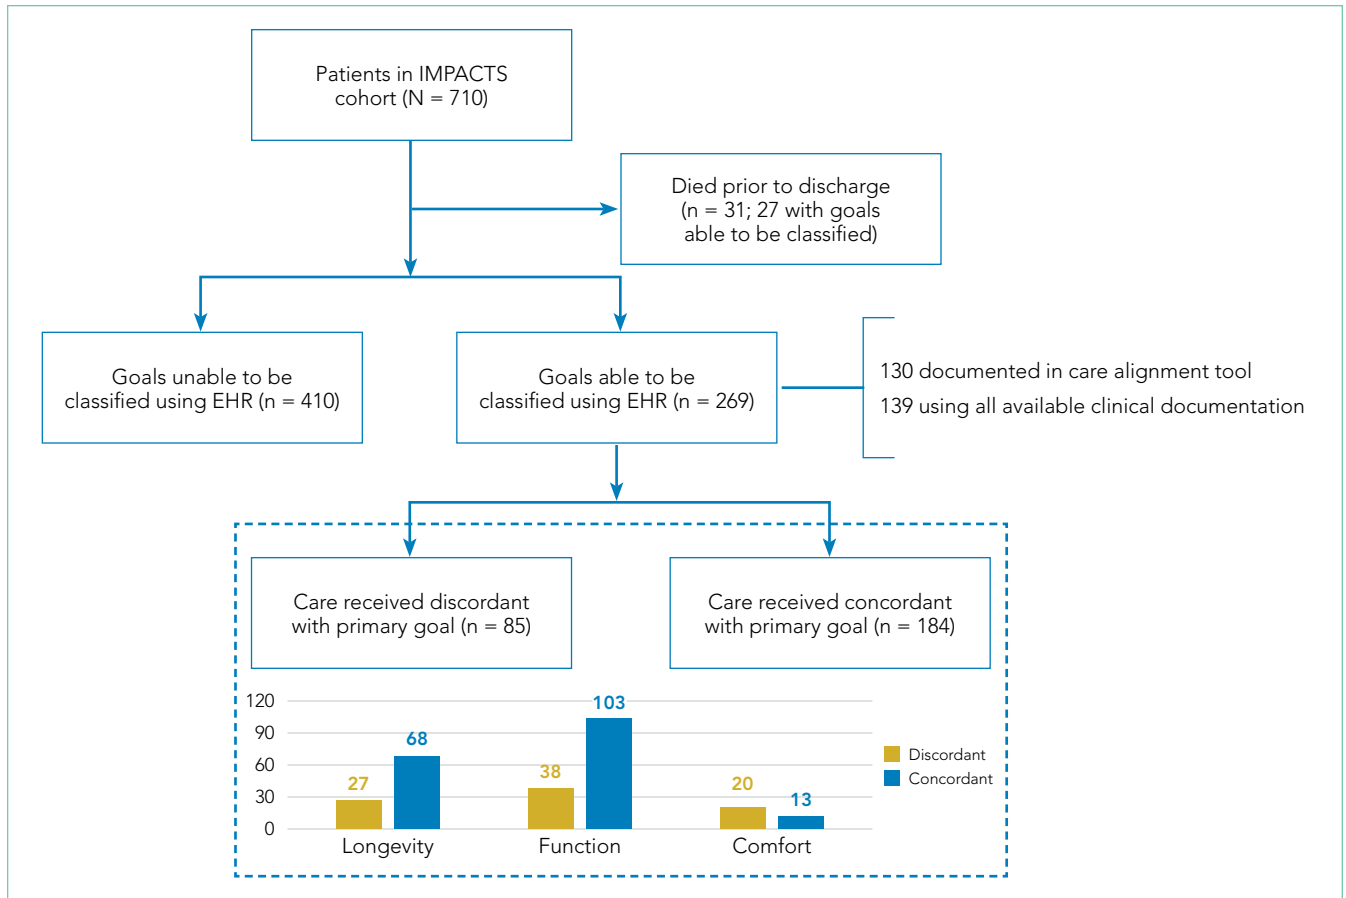 Patients in IMPACTS
cohort (N = 710)
Died prior to discharge
(n = 31; 27 with goals
able to be classified)
Goals unable to be
classified using EHR (n = 410)
Goals able to be
classified using EHR (n = 269)
130 documented in care alignment tool
139 using all available clinical documentation
Care received discordant
with primary goal (n = 85)
Care received concordant
with primary goal (n = 184)
120
90
60
30
0
27
68
38
103
20
13
Longevity
Function
Comfort
Discordant
Concordant